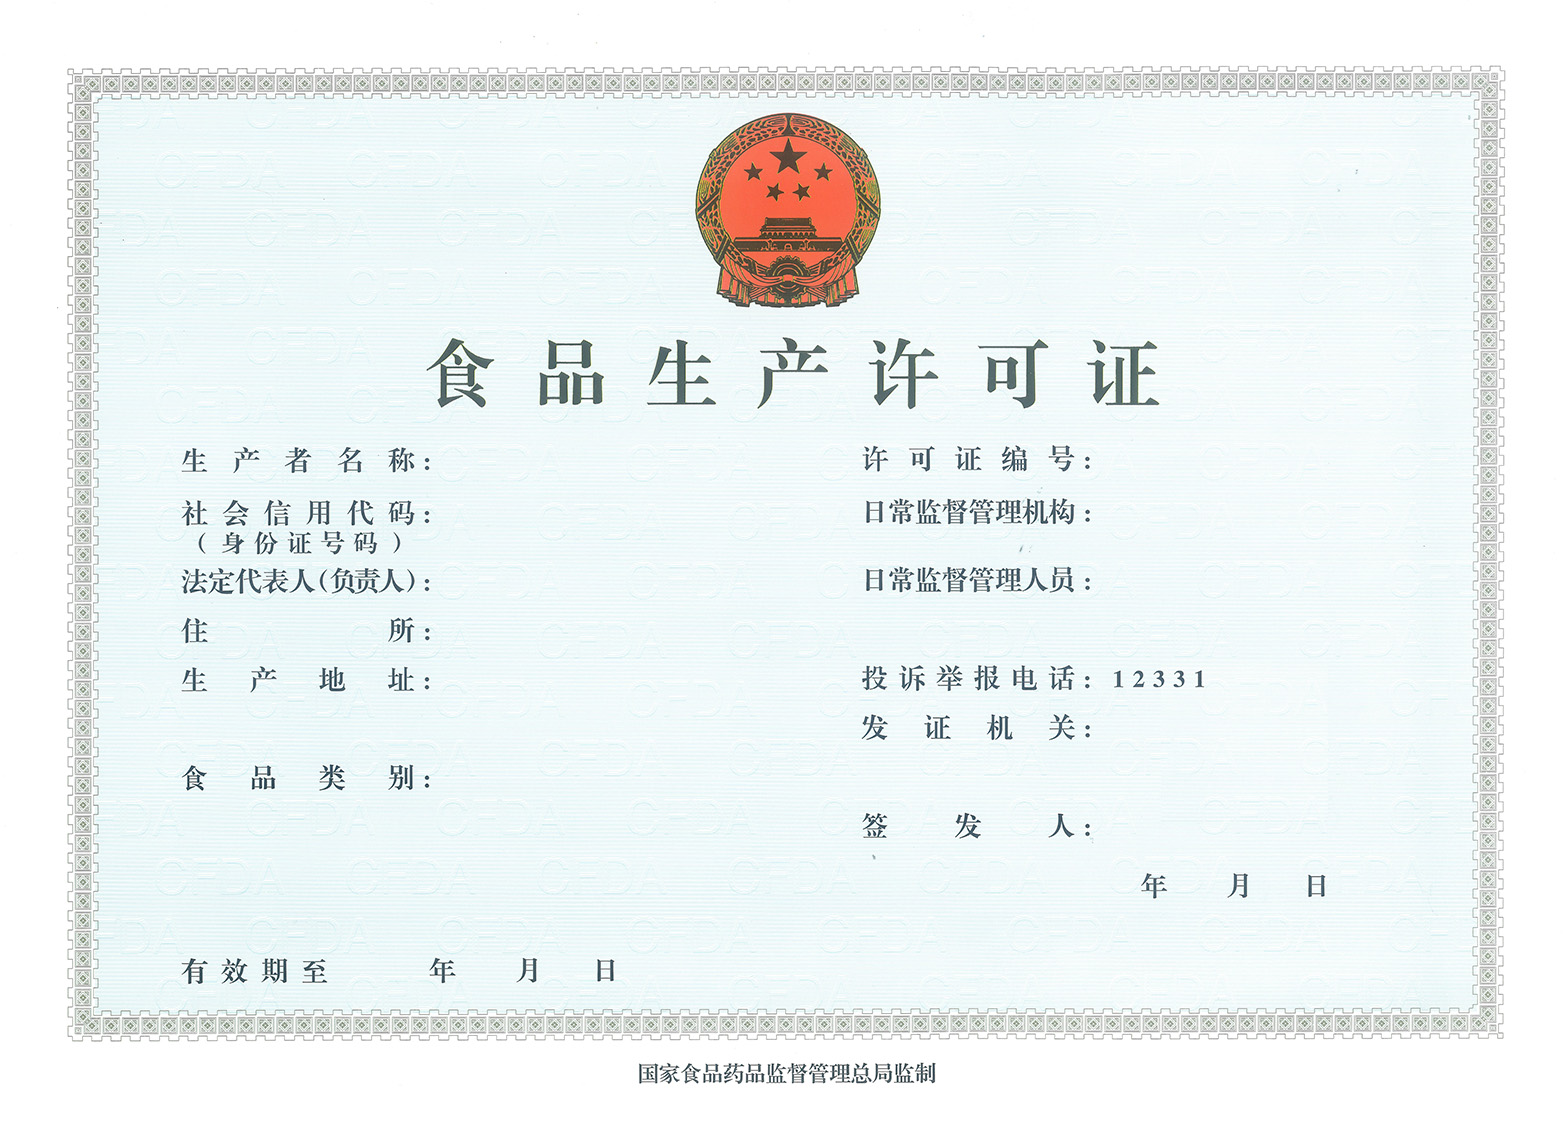 食品生产许可证
生产者名称:
社会信用代码:
(身份证号码)
法定代表人(负责人):
住所:
生产地址:
食品类别:
有效期至 年 月 日
许可证编号:
日常监督管理机构:
日常监督管理人员:
投诉举报电话: 12331
发证机关:
签发人:
年 月 日
国家食品药品监督管理总局监制
CFDA